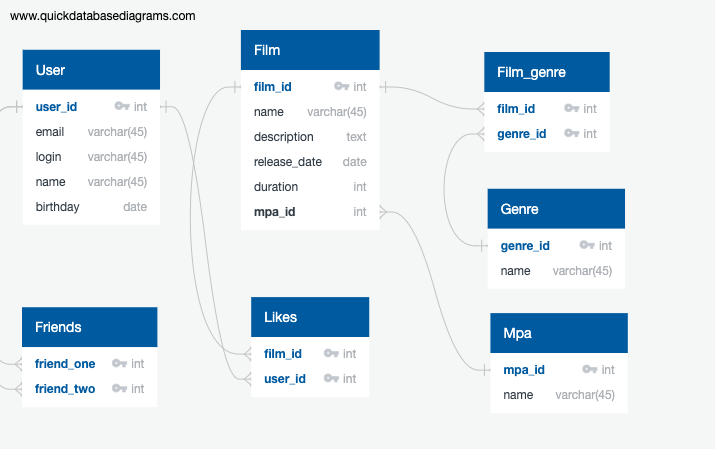 www.quickdatabasediagrams.com
User
user_id int
email varchar(45)
login varchar(45)
name varchar(45)
birthday date
Film
film_id int
name varchar(45)
description text
release_date date
duration int
mpa_id int
Film_genre
film_id int
genre_id int
Genre
genre_id int
name varchar(45)
Friends
friend_one int
friend_two int
Likes
film_id int
user_id int
Mpa
mpa_id int
name varchar(45)